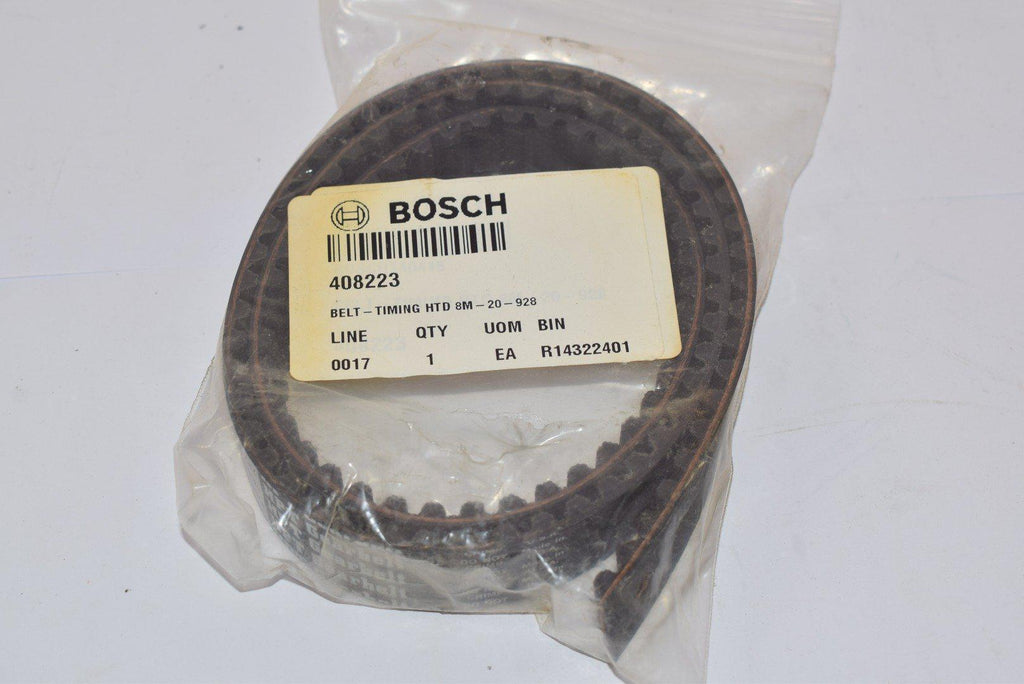 BOSCH
408223
BELT-TIMING HTD 8M-20-928
LINE QTY UOM BIN
0017 1 EA R14322401